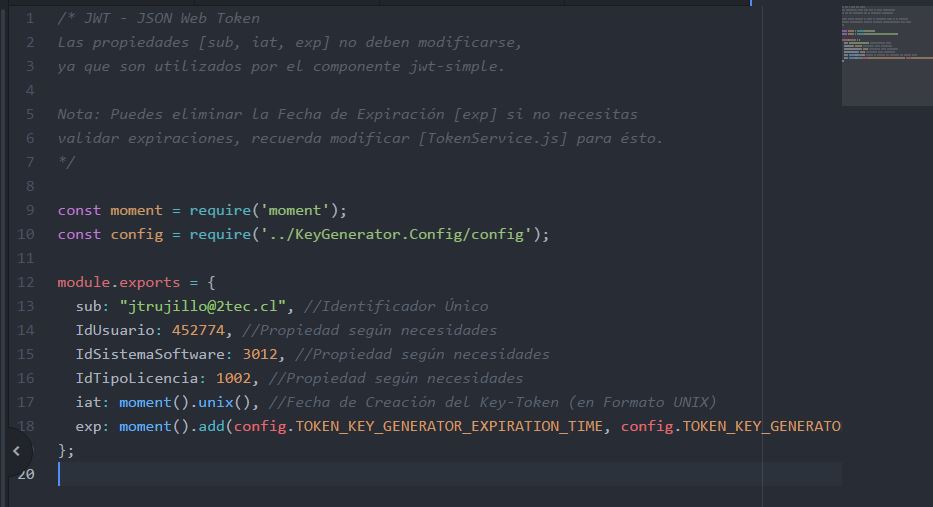 1 /* JWT - JSON Web Token
2 Las propiedades [sub, iat, exp] no deben modificarse,
3 ya que son utilizados por el componente jwt-simple.
4
5 Nota: Puedes eliminar la Fecha de Expiración [exp] si no necesitas
6 validar expiraciones, recuerda modificar [TokenService.js] para ésto.
7 */
8
9 const moment = require('moment');
10 const config = require('../KeyGenerator.Config/config');
11
12 module.exports = {
13 sub: "jtrujillo@2tec.cl", //Identificador Único
14 IdUsuario: 452774, //Propiedad según necesidades
15 IdSistemaSoftware: 3012, //Propiedad según necesidades
16 IdTipoLicencia: 1002, //Propiedad según necesidades
17 iat: moment().unix(), //Fecha de Creación del Key-Token (en Formato UNIX)
18 exp: moment().add(config.TOKEN_KEY_GENERATOR_EXPIRATION_TIME, config.TOKEN_KEY_GENERATO
};
20